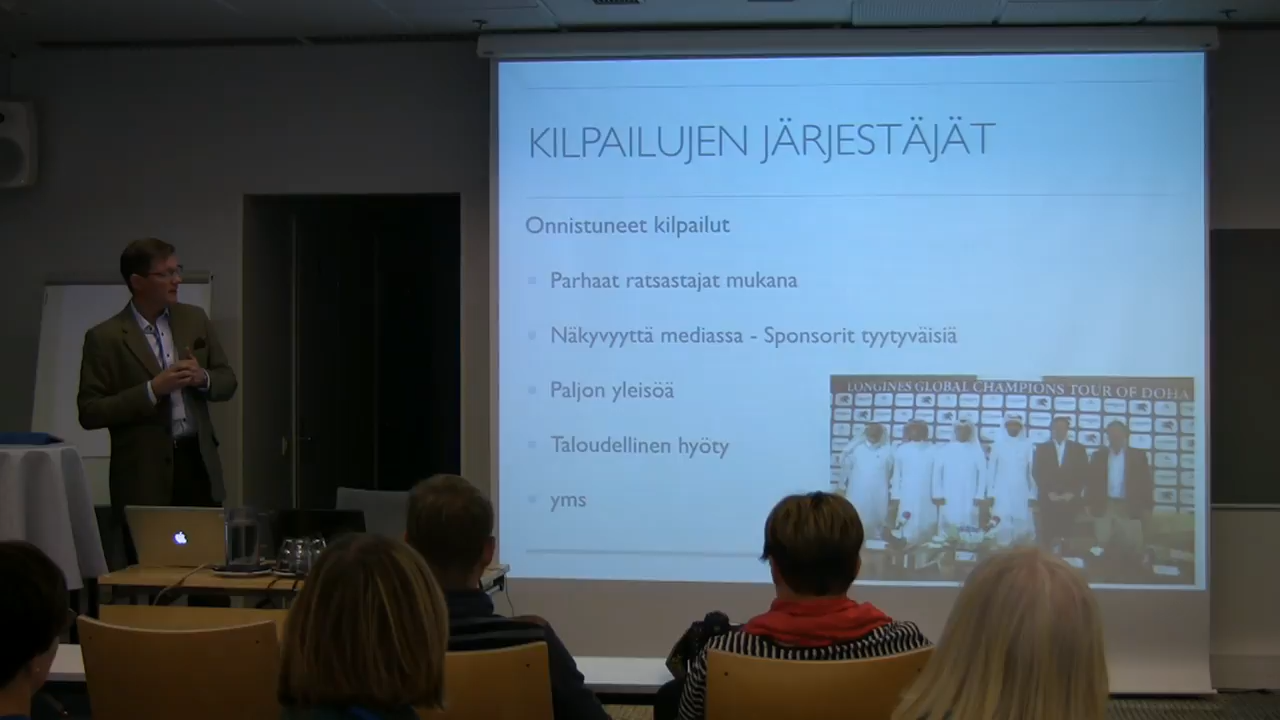 KILPAILUJEN JÄRJESTÄJÄT
Onnistuneet kilpailut
Parhaat ratsastajat mukana
Näkyvyyttä mediassa - Sponsorit tyytyväisiä
Paljon yleisöä
Taloudellinen hyöty
yms
LONGINES GLOBAL CHAMPIONS TOUR OF DOHA